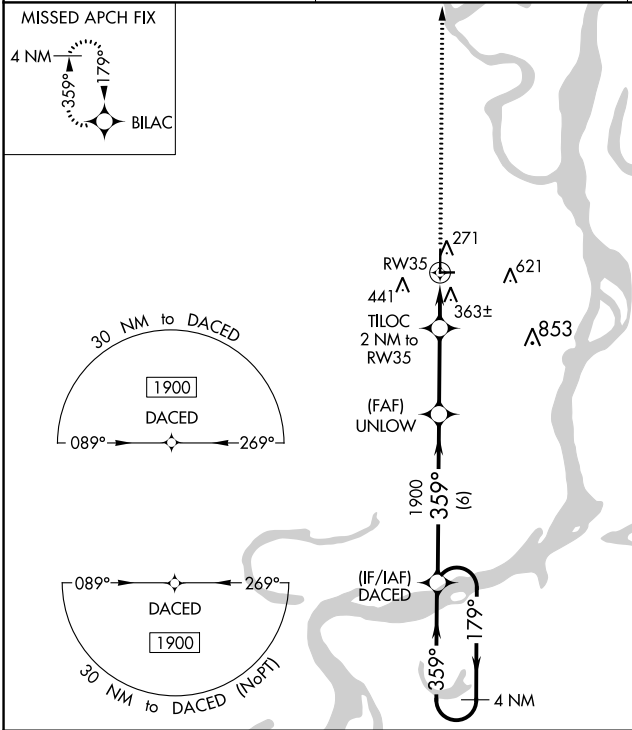 MISSED APCH FIX
4 NM
359°
179°
BILAC
271
RW35
621
441
363±
TILOC
2 NM to
RW35
853
30 NM to DACED
1900
DACED
089°
269°
(FAF)
UNLOW
1900
359°
(6)
(IF/IAF)
DACED
089°
269°
DACED
1900
30 NM to DACED (NoPT)
359°
179°
4 NM